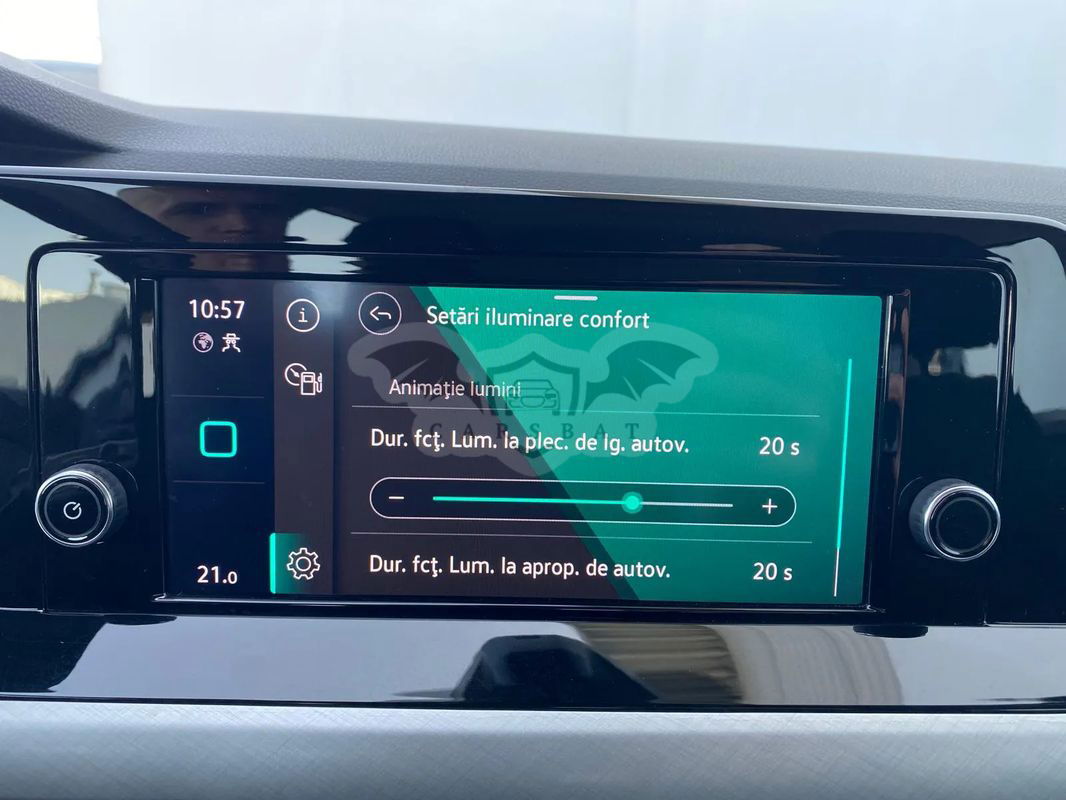 10:57
Setări iluminare confort
Animaţie lumini
CARSBAT
Dur. fcţ. Lum. la plec. de lg. autov. 20 s
− +
Dur. fcţ. Lum. la aprop. de autov. 20 s
21.0